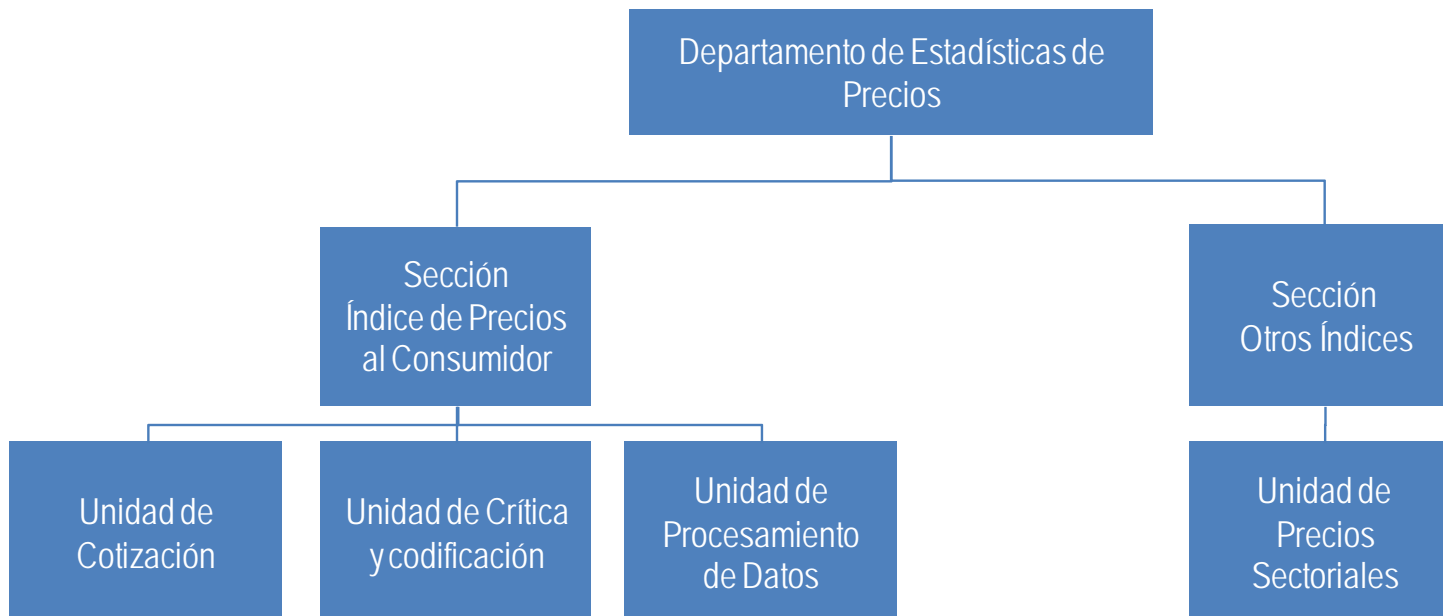 Departamento de Estadísticas de
Precios
Sección
Índice de Precios
al Consumidor
Sección
Otros Índices
Unidad de
Cotización
Unidad de Crítica
y codificación
Unidad de
Procesamiento
de Datos
Unidad de
Precios
Sectoriales